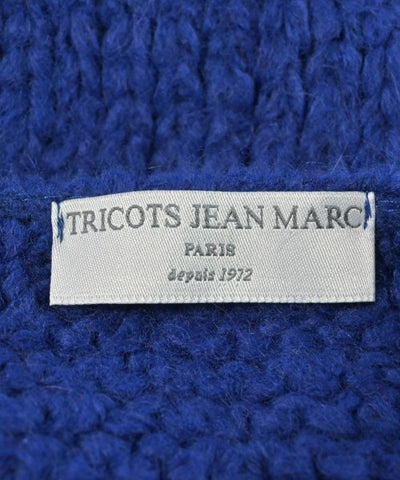 TRICOTS JEAN MARC
PARIS
depuis 1972